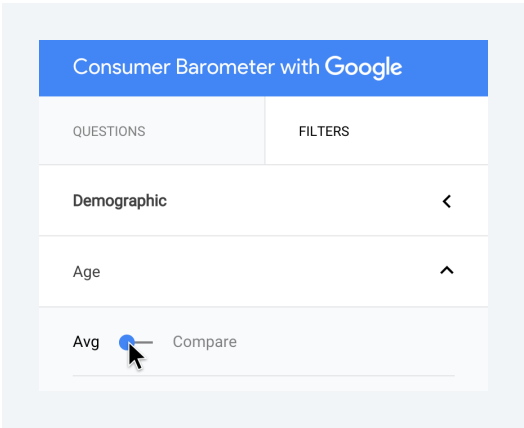 Consumer Barometer with Google
QUESTIONS
FILTERS
Demographic
Age
Avg
Compare